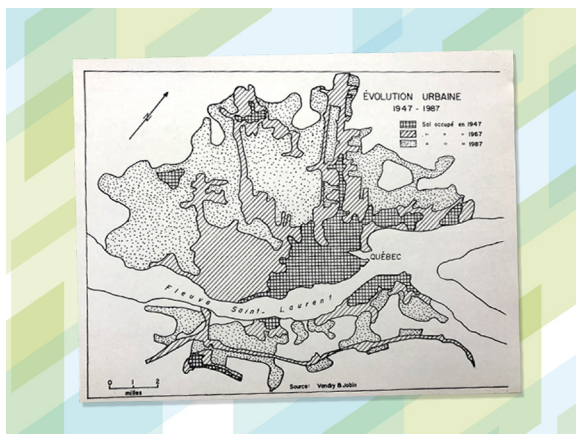 ÉVOLUTION URBAINE
1947 - 1987
Sol occupé en 1947
" " " 1967
" " " 1987
QUÉBEC
Fleuve Saint-Laurent
0 1 2
milles
Source: Vandry & Jobin